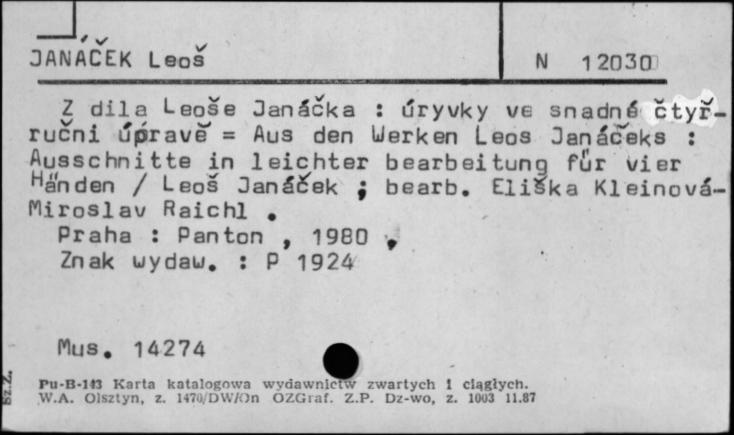 JANÁČEK Leoš
N 12030
Z dila Leoše Janáčka : úryvky ve snadné čtyř-
ruční úpravě = Aus den Werken Leos Janáčeks :
Ausschnitte in leichter bearbeitung für vier
Händen / Leoš Janáček ; bearb. Eliška Kleinová-
Miroslav Raichl .
Praha : Panton , 1980 .
Znak wydaw. : P 1924
Mus. 14274
Sz.Z.
Pu-B-143 Karta katalogowa wydawnictw zwartych i ciągłych.
W.A. Olsztyn, z. 1470/DW/On OZGraf. Z.P. Dz-wo, z. 1003 11.87